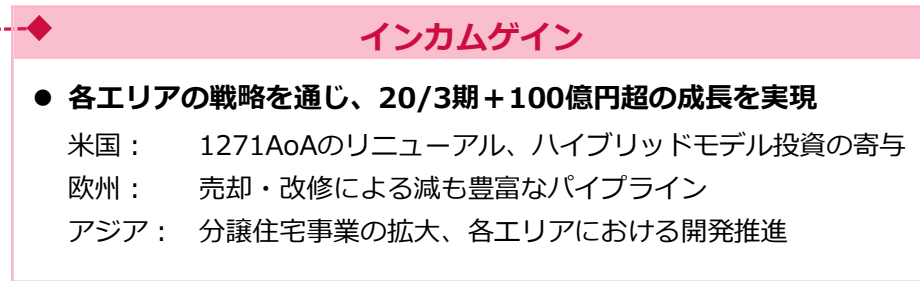 インカムゲイン
● 各エリアの戦略を通じ、20/3期＋100億円超の成長を実現
米国： 1271AoAのリニューアル、ハイブリッドモデル投資の寄与
欧州： 売却・改修による減も豊富なパイプライン
アジア： 分譲住宅事業の拡大、各エリアにおける開発推進